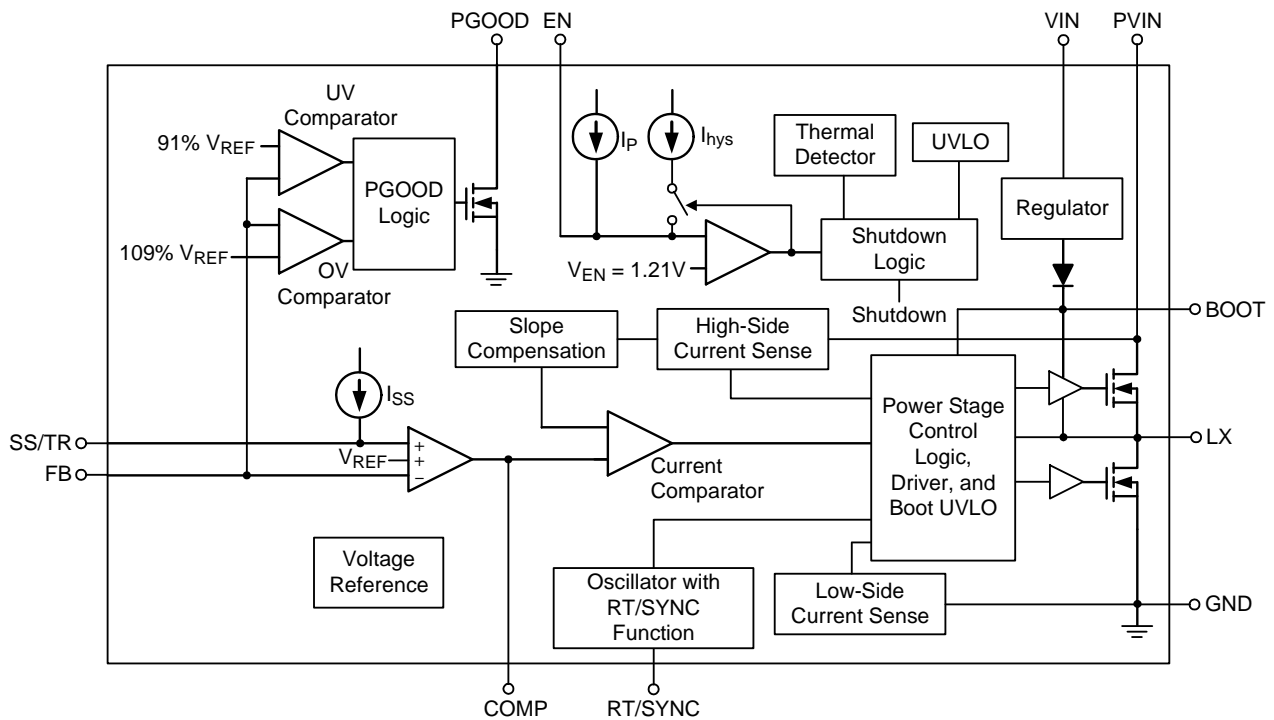 PGOOD
EN
VIN
PVIN
UV
Comparator
91% VREF
PGOOD
Logic
109% VREF
OV
Comparator
IP
Ihys
Thermal
Detector
UVLO
Regulator
VEN = 1.21V
Shutdown
Logic
Shutdown
BOOT
Slope
Compensation
High-Side
Current Sense
ISS
SS/TR
FB
+
VREF
+
−
Current
Comparator
Power Stage
Control
Logic,
Driver, and
Boot UVLO
LX
Voltage
Reference
Oscillator with
RT/SYNC
Function
Low-Side
Current Sense
GND
COMP
RT/SYNC